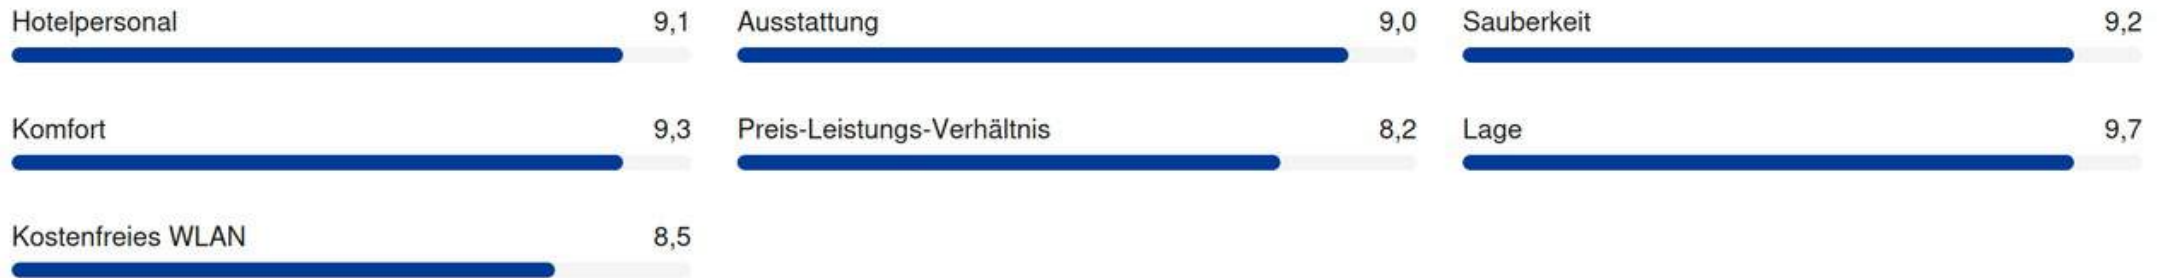 Hotelpersonal 9,1 Ausstattung 9,0 Sauberkeit 9,2
Komfort 9,3 Preis-Leistungs-Verhältnis 8,2 Lage 9,7
Kostenfreies WLAN 8,5